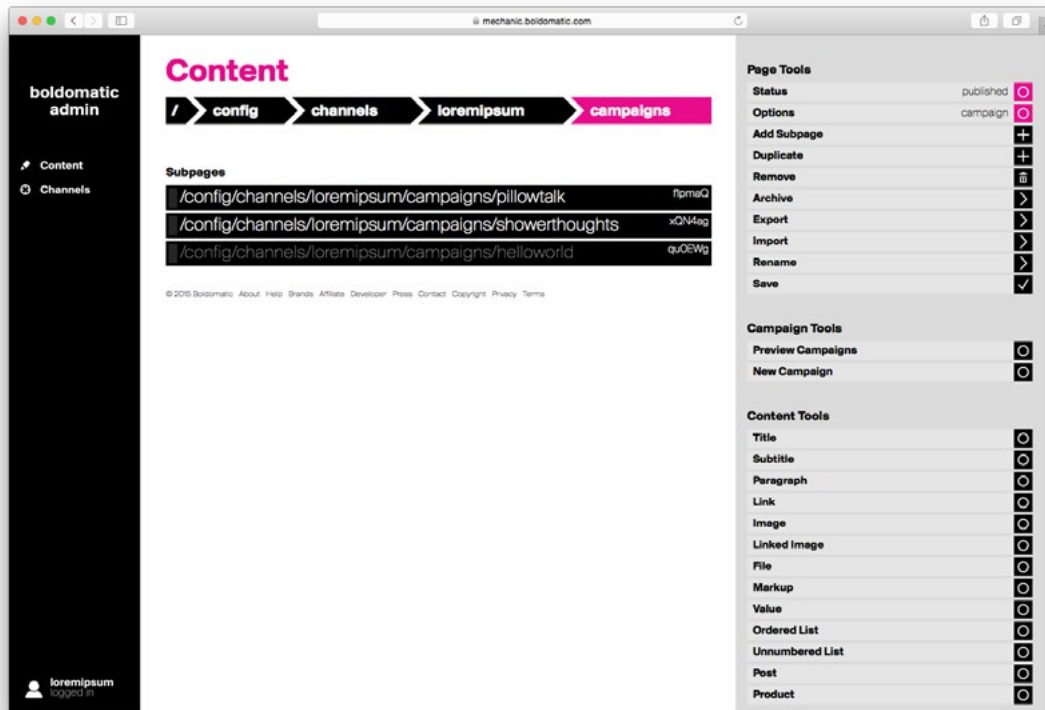 mechanic.boldomatic.com
boldomatic
admin
Content
Channels
loremipsum
logged in
Content
/ config channels loremipsum campaigns
Subpages
/config/channels/loremipsum/campaigns/pillowtalk fIpmaQ
/config/channels/loremipsum/campaigns/showerthoughts xQN4ag
/config/channels/loremipsum/campaigns/helloworld quOEWg
© 2015 Boldomatic About Help Brands Affiliate Developer Press Contact Copyright Privacy Terms
Page Tools
Status published
Options campaign
Add Subpage
Duplicate
Remove
Archive
Export
Import
Rename
Save
Campaign Tools
Preview Campaigns
New Campaign
Content Tools
Title
Subtitle
Paragraph
Link
Image
Linked Image
File
Markup
Value
Ordered List
Unnumbered List
Post
Product